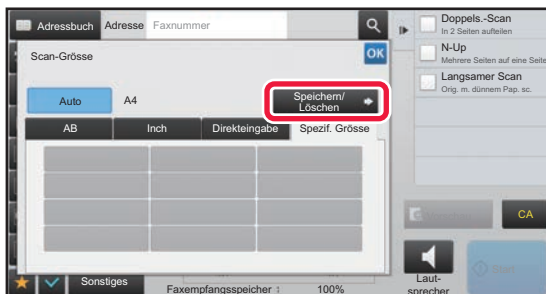 Adressbuch
Adresse
Faxnummer
Scan-Grösse
OK
Auto
A4
Speichern/
Löschen
AB
Inch
Direkteingabe
Spezif. Grösse
Doppels.-Scan
In 2 Seiten aufteilen
N-Up
Mehrere Seiten auf eine Seite
Langsamer Scan
Orig. m. dünnem Pap. sc.
CA
Start
Laut-
sprecher
Sonstiges
Faxempfangsspeicher :
100%